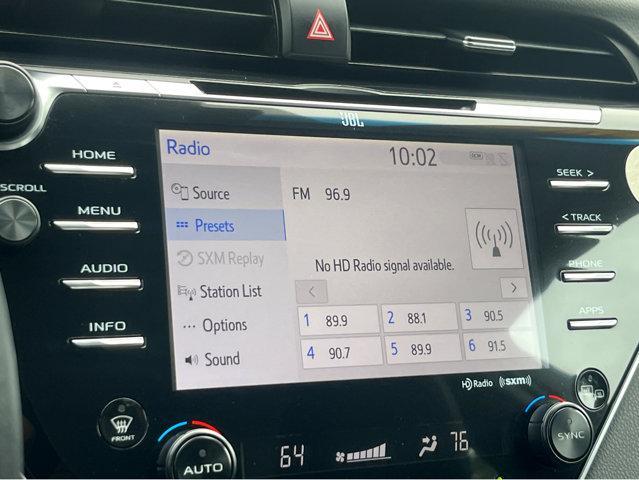 JBL
Radio
10:02
HOME
SCROLL
MENU
AUDIO
INFO
Source
Presets
SXM Replay
Station List
Options
Sound
FM 96.9
No HD Radio signal available.
< >
1 89.9 2 88.1 3 90.5
4 90.7 5 89.9 6 91.5
SEEK >
< TRACK
PHONE
APPS
HD Radio ((sxm))
FRONT
AUTO
64
76
SYNC